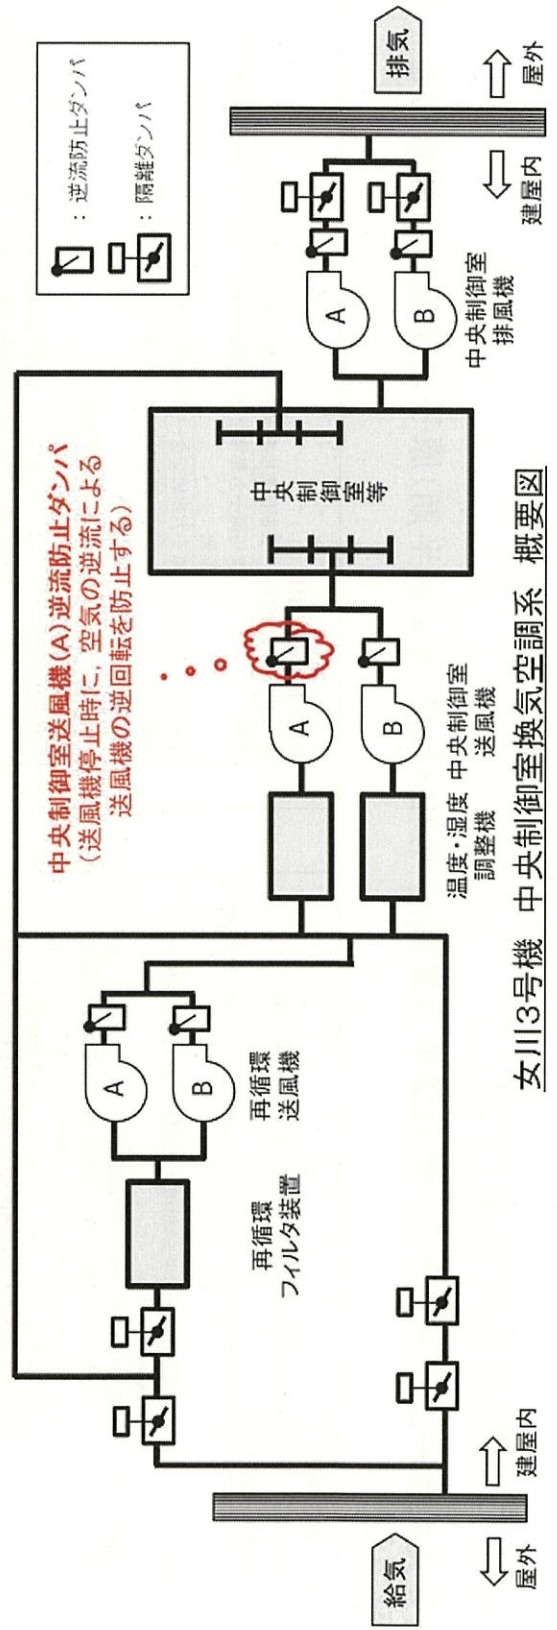 ：逆流防止ダンパ
：隔離ダンパ
中央制御室送風機(A)逆流防止ダンパ
(送風機停止時に，空気の逆流による
送風機の逆回転を防止する)
給気
屋外
建屋内
再循環
フィルタ装置
A
B
再循環
送風機
温度・湿度
調整機
A
B
中央制御室
送風機
中央制御室等
A
B
中央制御室
排風機
建屋内
屋外
排気
女川3号機　中央制御室換気空調系　概要図